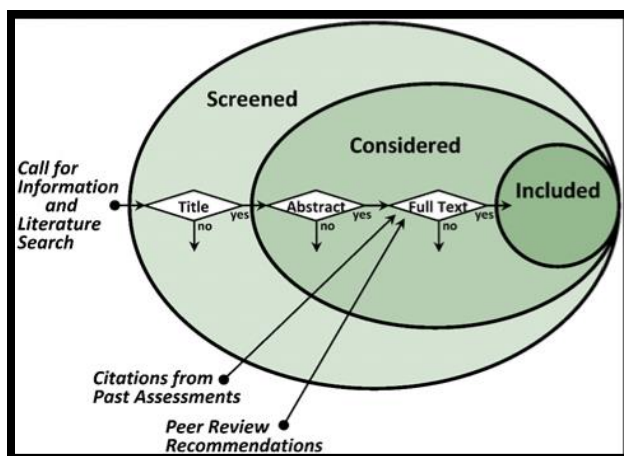 Screened
Considered
Included
Call for
Information
and
Literature
Search
Title
yes
no
Abstract
yes
no
Full Text
yes
no
Citations from
Past Assessments
Peer Review
Recommendations